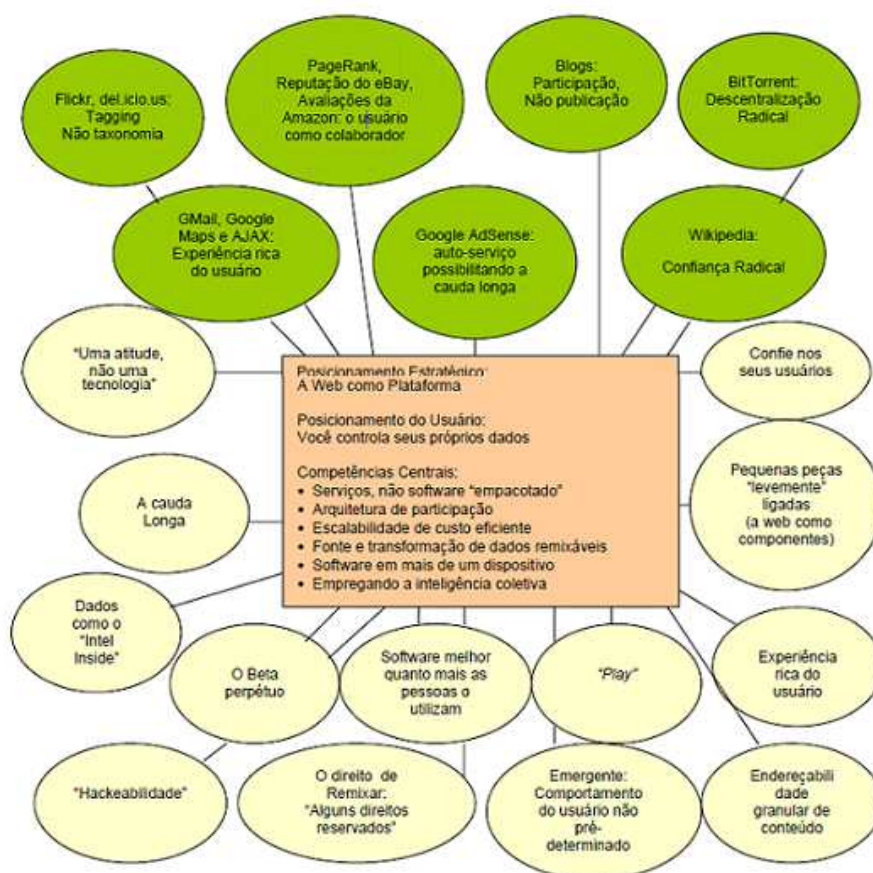 PageRank,
Reputação do eBay,
Avaliações da
Amazon: o usuário
como colaborador
Blogs:
Participação,
Não publicação
BitTorrent:
Descentralização
Radical
Flickr, del.icio.us:
Tagging
Não taxonomia
GMail, Google
Maps e AJAX:
Experiência rica
do usuário
Google AdSense:
auto-serviço
possibilitando a
cauda longa
Wikipedia:
Confiança Radical
"Uma atitude,
não uma
tecnologia"
Posicionamento Estratégico:
A Web como Plataforma
Posicionamento do Usuário:
Você controla seus próprios dados
Competências Centrais:
• Serviços, não software "empacotado"
• Arquitetura de participação
• Escalabilidade de custo eficiente
• Fonte e transformação de dados remixáveis
• Software em mais de um dispositivo
• Empregando a inteligência coletiva
Confie nos
seus usuários
A cauda
Longa
Pequenas peças
"levemente"
ligadas
(a web como
componentes)
Dados
como o
"Intel
Inside"
O Beta
perpétuo
Software melhor
quanto mais as
pessoas o
utilizam
"Play"
Experiência
rica do
usuário
"Hackeabilidade"
O direito de
Remixar:
"Alguns direitos
reservados"
Emergente:
Comportamento
do usuário não
pré-
determinado
Endereçabili
dade
granular de
conteúdo